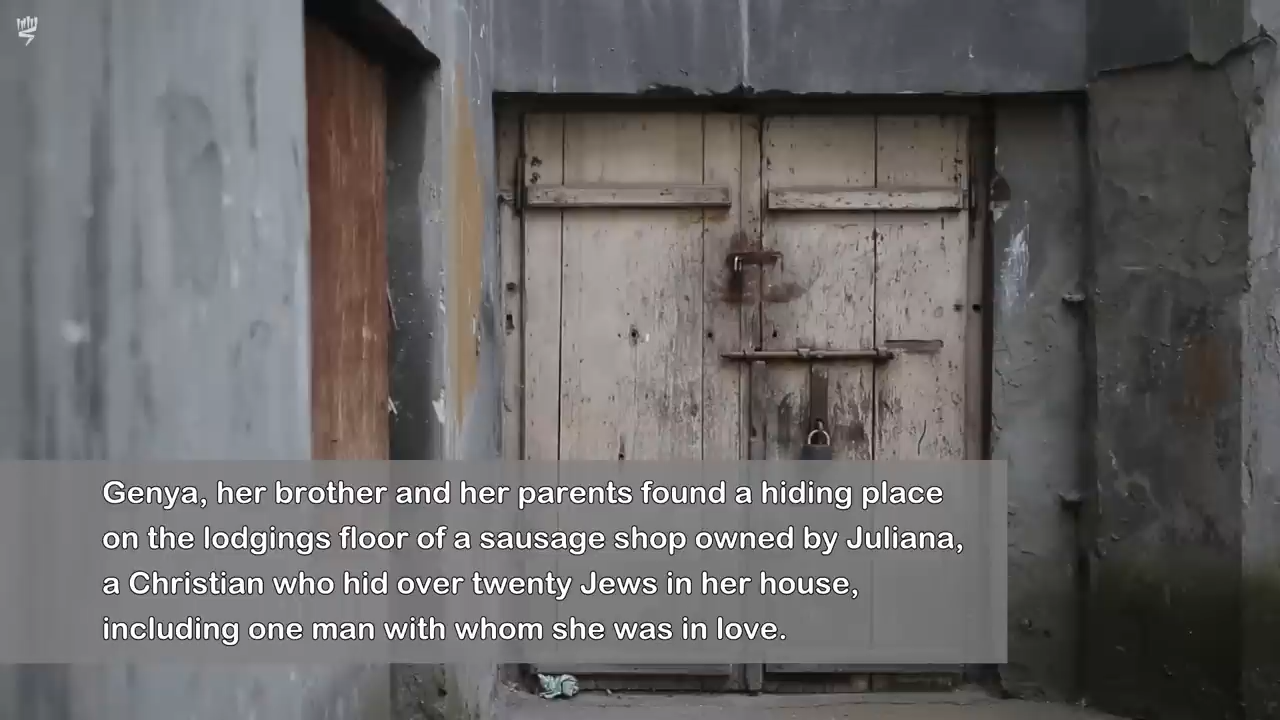 Genya, her brother and her parents found a hiding place
on the lodgings floor of a sausage shop owned by Juliana,
a Christian who hid over twenty Jews in her house,
including one man with whom she was in love.